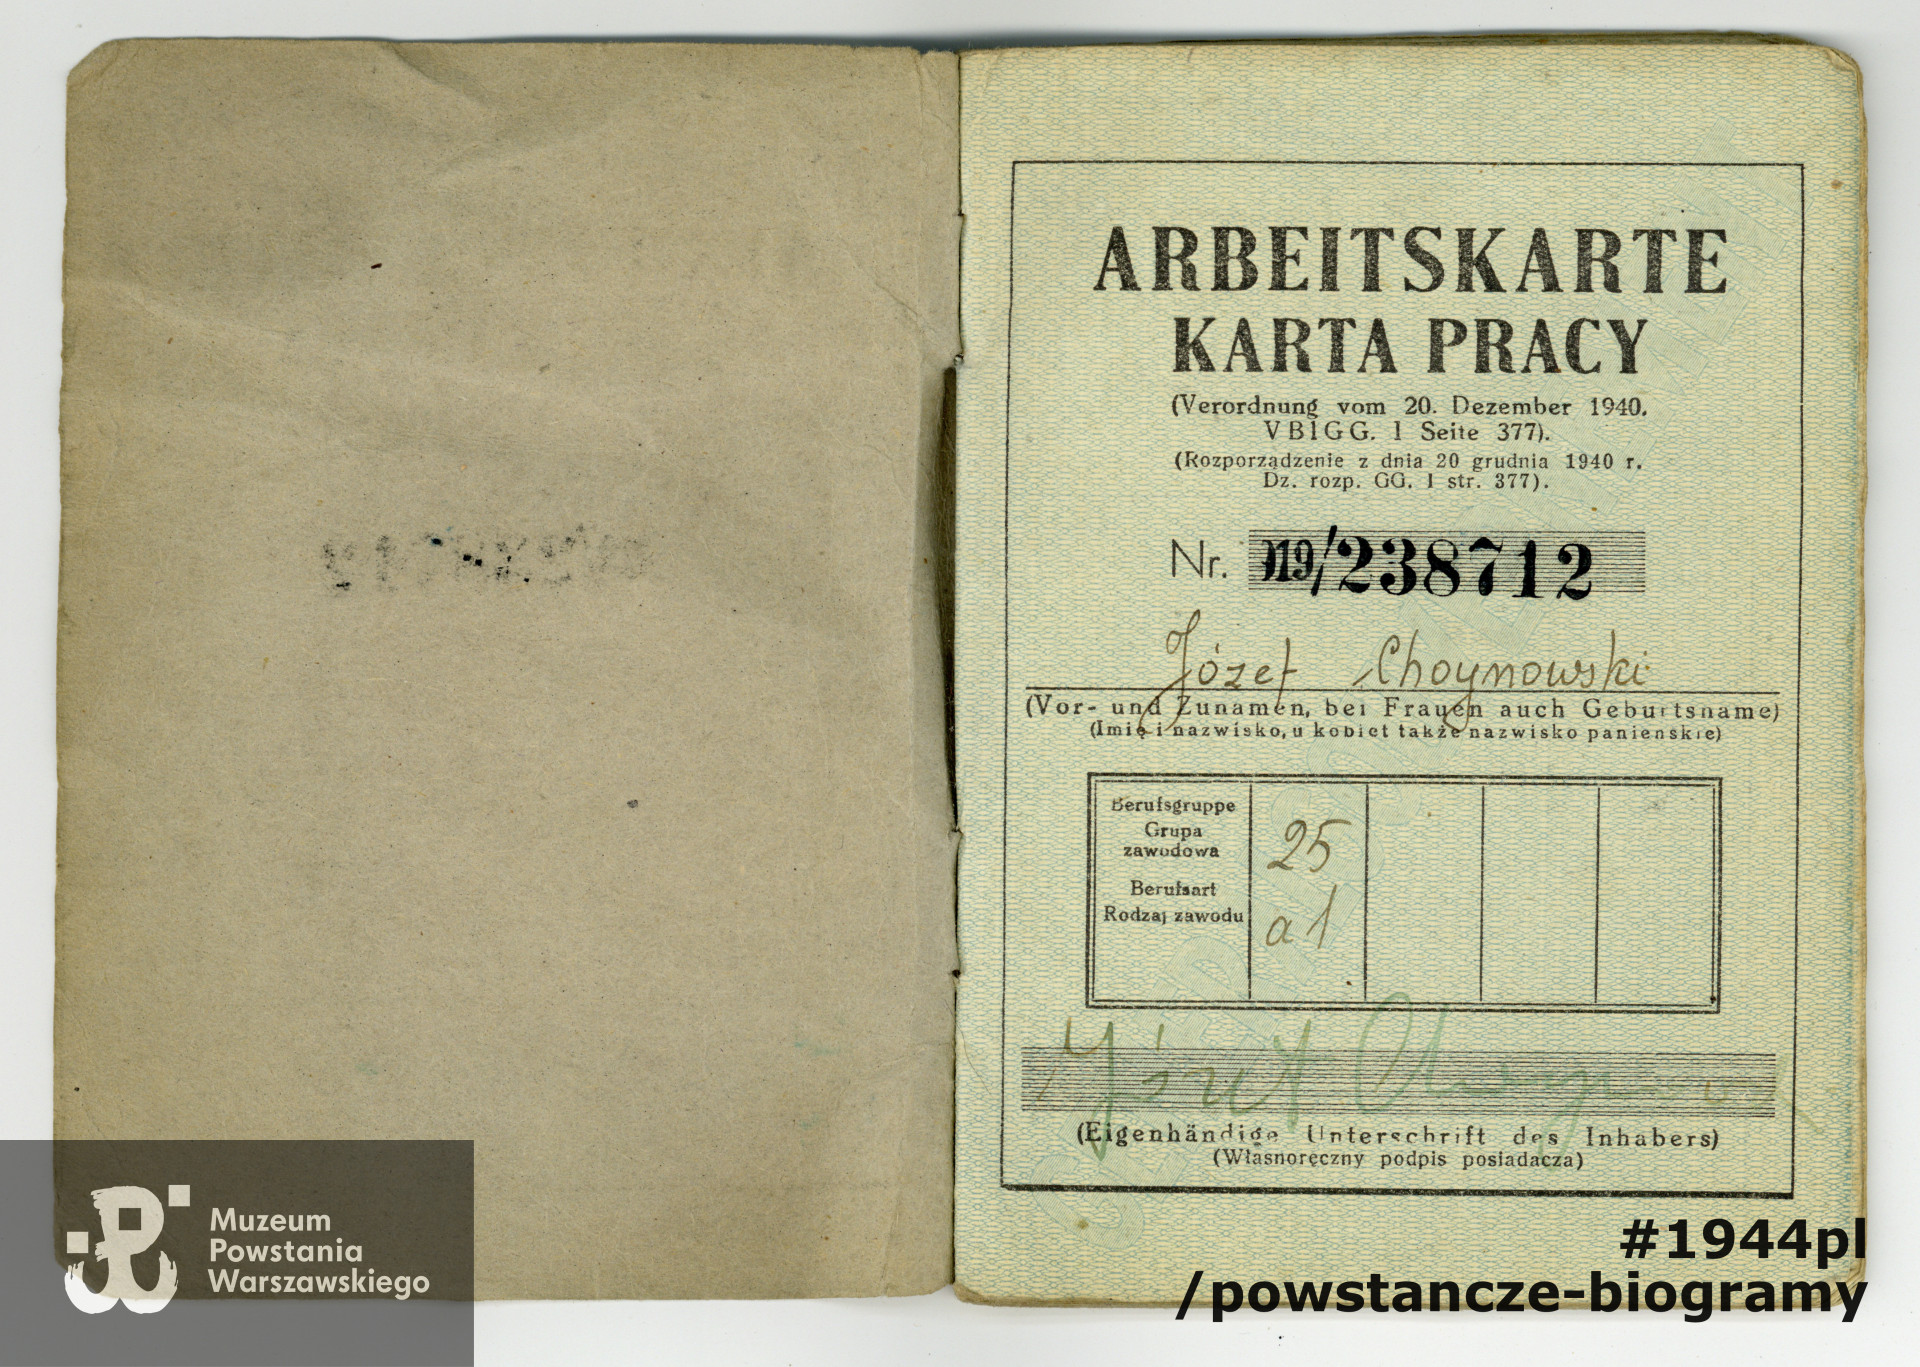 ARBEITSKARTE
KARTA PRACY
(Verordnung vom 20. Dezember 1940.
VBlGG. I Seite 377).
(Rozporządzenie z dnia 20 grudnia 1940 r.
Dz. rozp. GG. I str. 377).
Nr. 119/238712
Józef Choynowski
(Vor- und Zunamen, bei Frauen auch Geburtsname)
(Imię i nazwisko, u kobiet także nazwisko panieńskie)
Berufsgruppe
Grupa
zawodowa
25
Berufsart
Rodzaj zawodu
a1
Józef
(Eigenhändige Unterschrift des Inhabers)
(Własnoręczny podpis posiadacza)
Muzeum
Powstania
Warszawskiego
#1944pl
/powstancze-biogramy